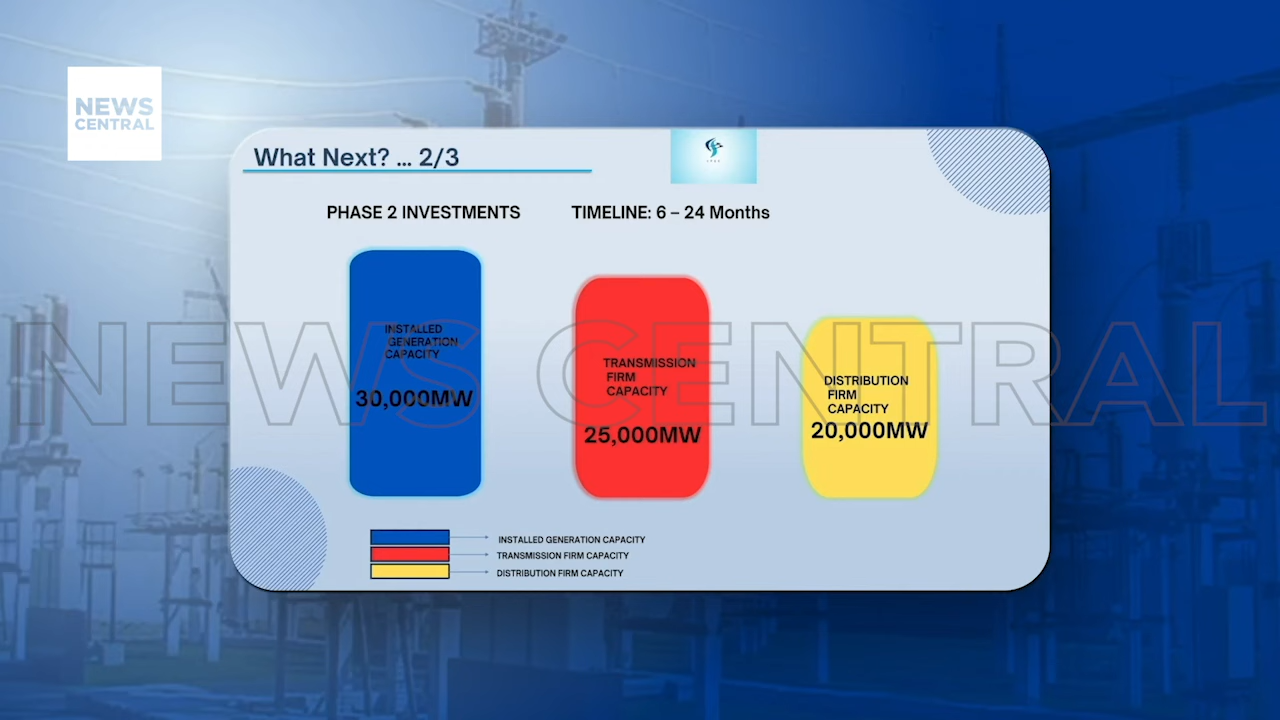 NEWS
CENTRAL
What Next? ... 2/3
PHASE 2 INVESTMENTS
TIMELINE: 6 – 24 Months
INSTALLED
GENERATION
CAPACITY
30,000MW
TRANSMISSION
FIRM
CAPACITY
25,000MW
DISTRIBUTION
FIRM
CAPACITY
20,000MW
NEWS CENTRAL
INSTALLED GENERATION CAPACITY
TRANSMISSION FIRM CAPACITY
DISTRIBUTION FIRM CAPACITY